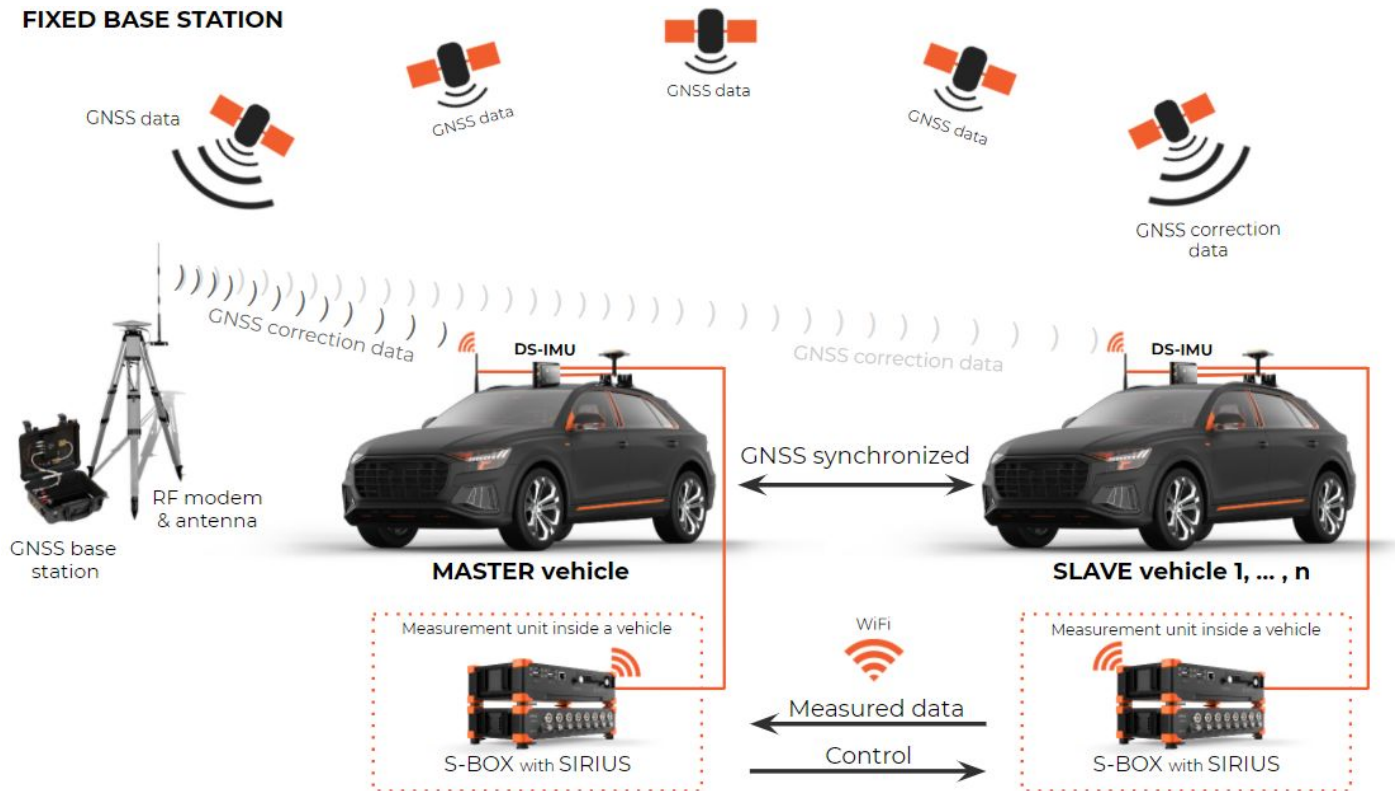 FIXED BASE STATION
GNSS data
GNSS data
GNSS data
GNSS data
GNSS correction
data
GNSS correction data
GNSS correction data
DS-IMU
DS-IMU
GNSS synchronized
RF modem
& antenna
GNSS base
station
MASTER vehicle
SLAVE vehicle 1, ... , n
Measurement unit inside a vehicle
WiFi
Measurement unit inside a vehicle
Measured data
Control
S-BOX with SIRIUS
S-BOX with SIRIUS